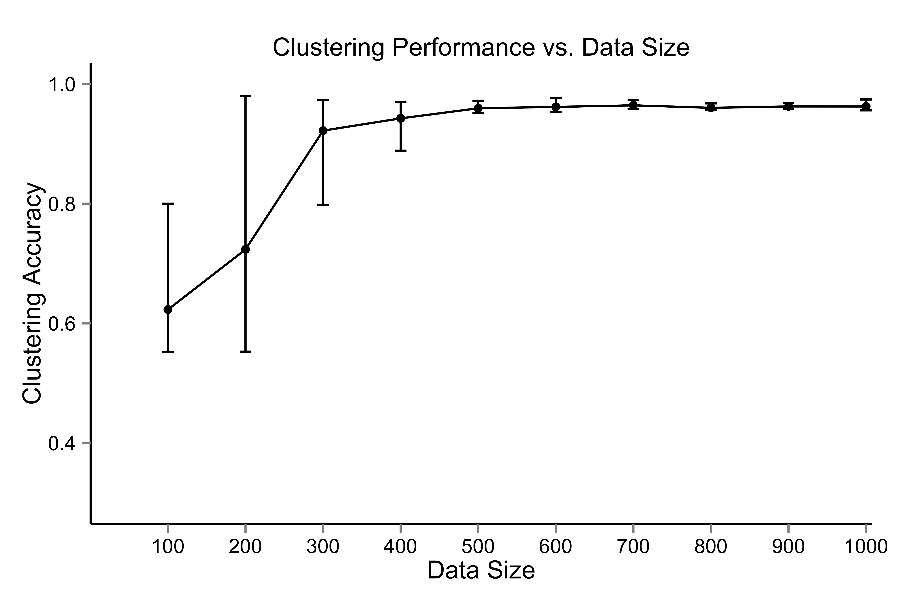 Clustering Performance vs. Data Size
Clustering Accuracy
1.0
0.8
0.6
0.4
100 200 300 400 500 600 700 800 900 1000
Data Size